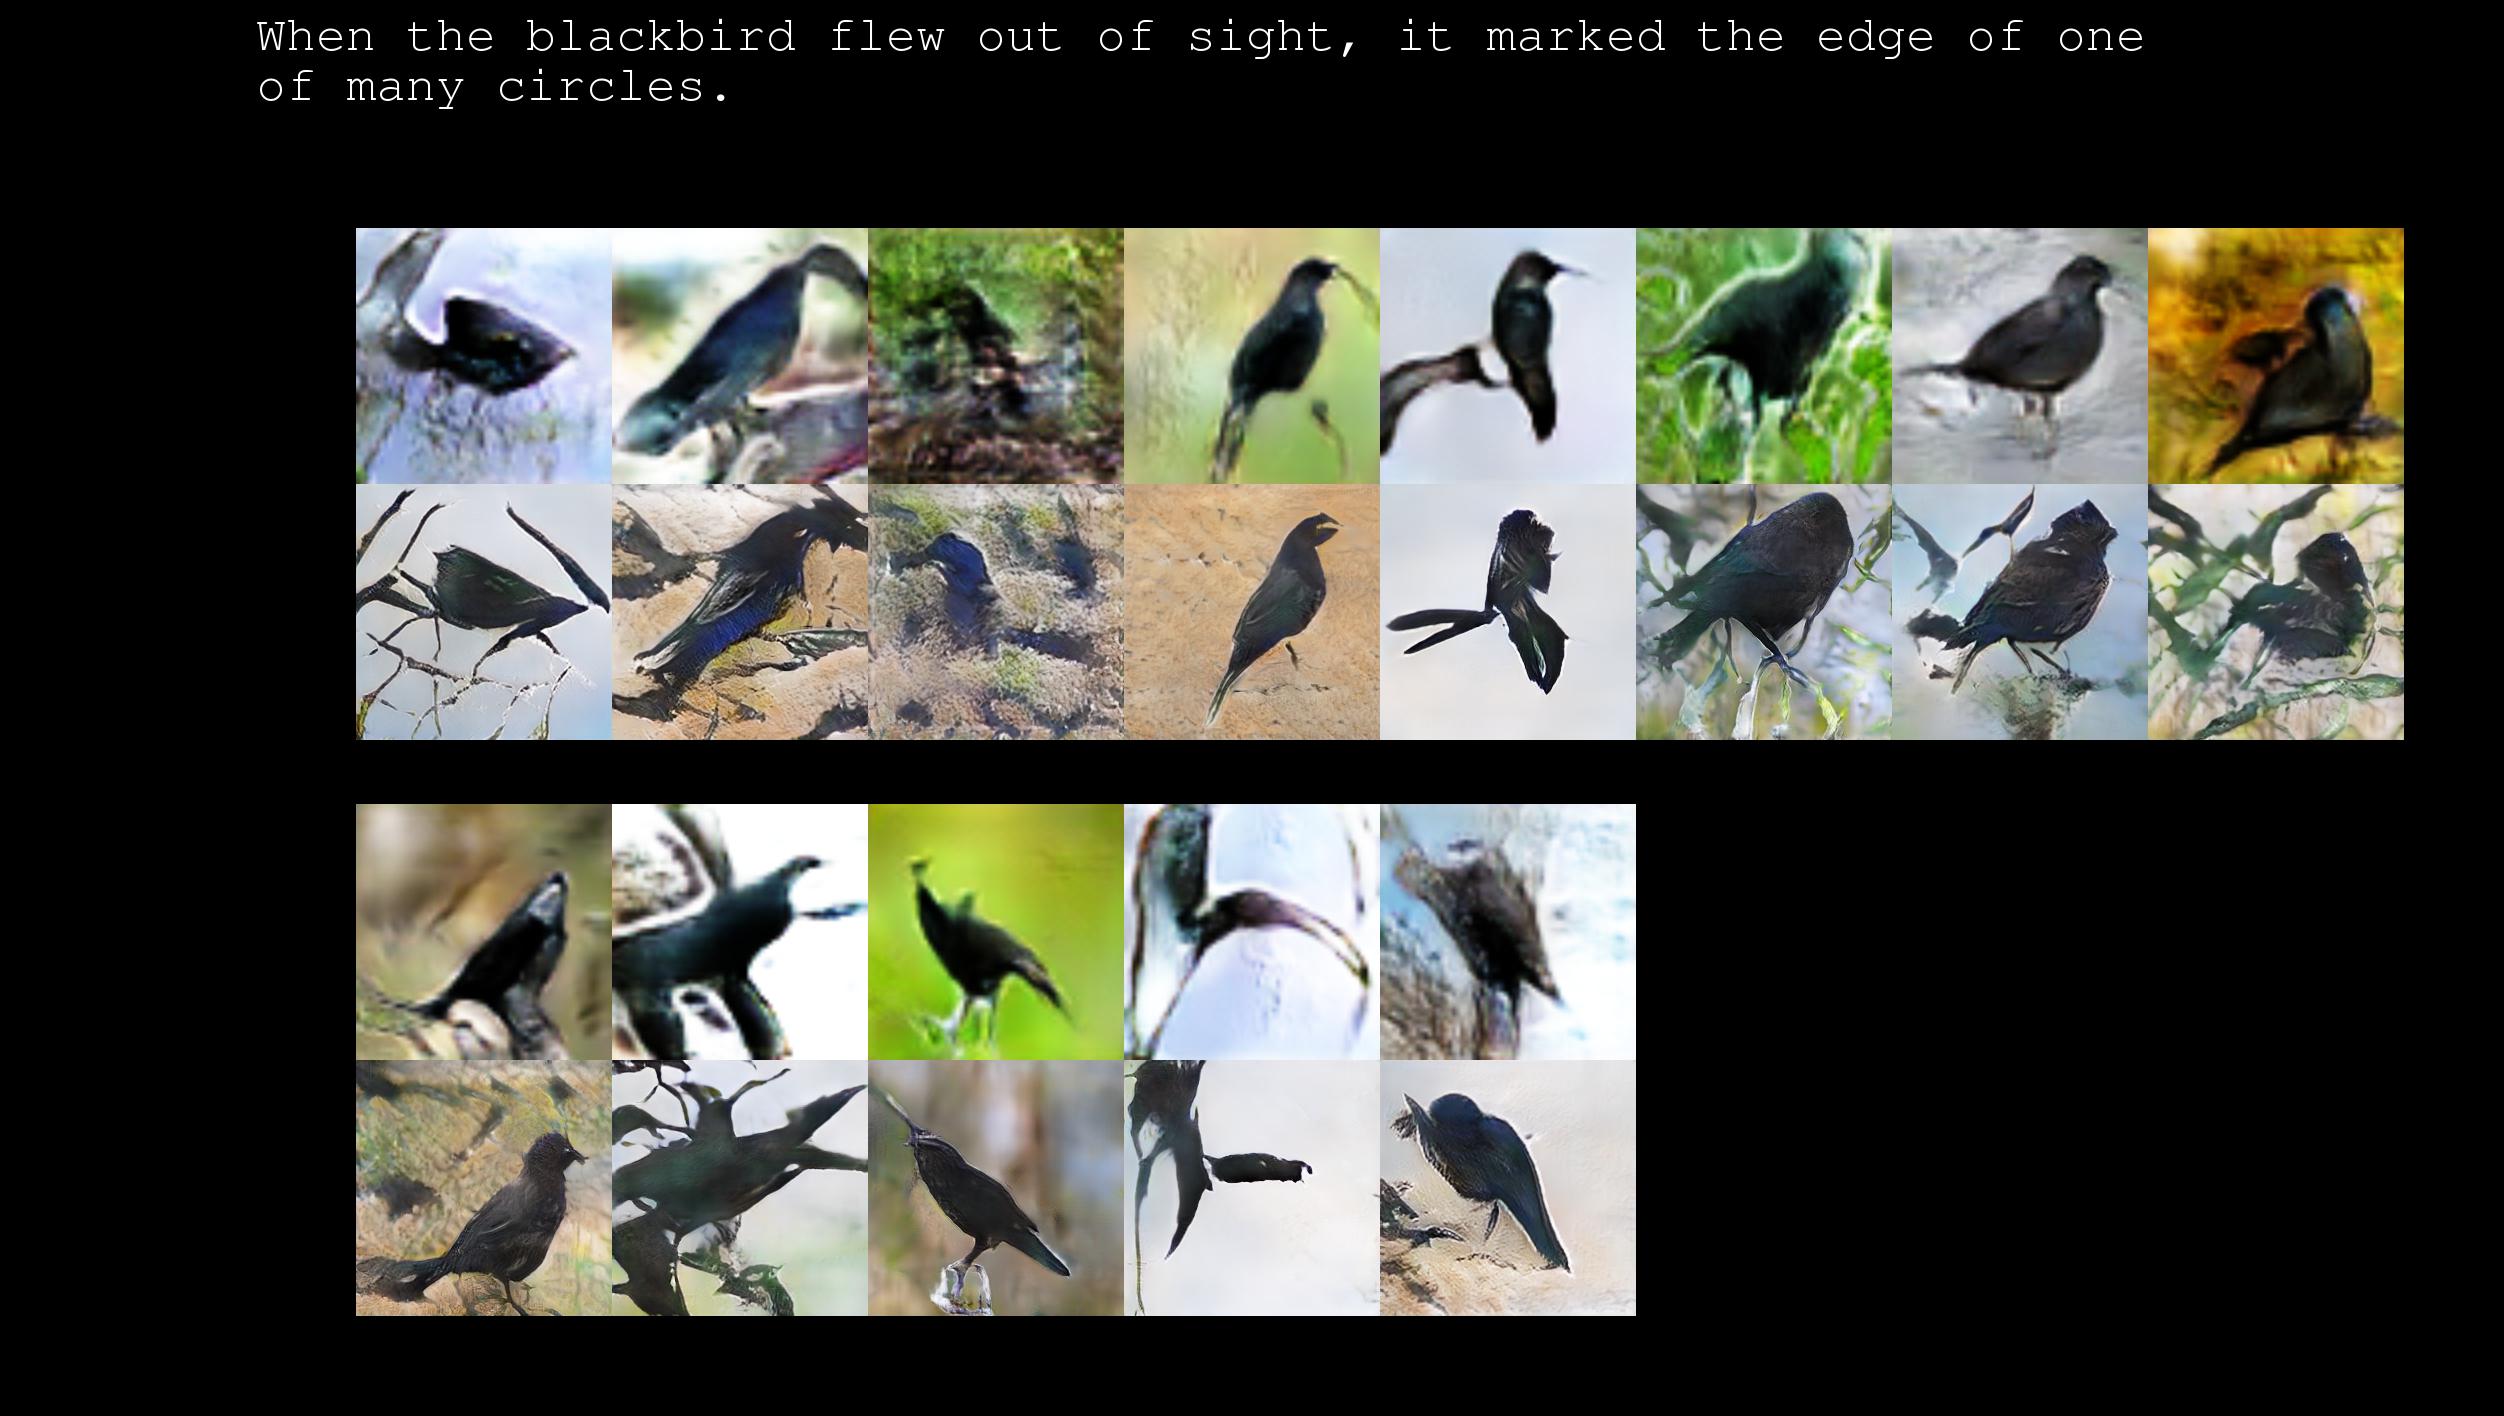 When the blackbird flew out of sight, it marked the edge of one
of many circles.